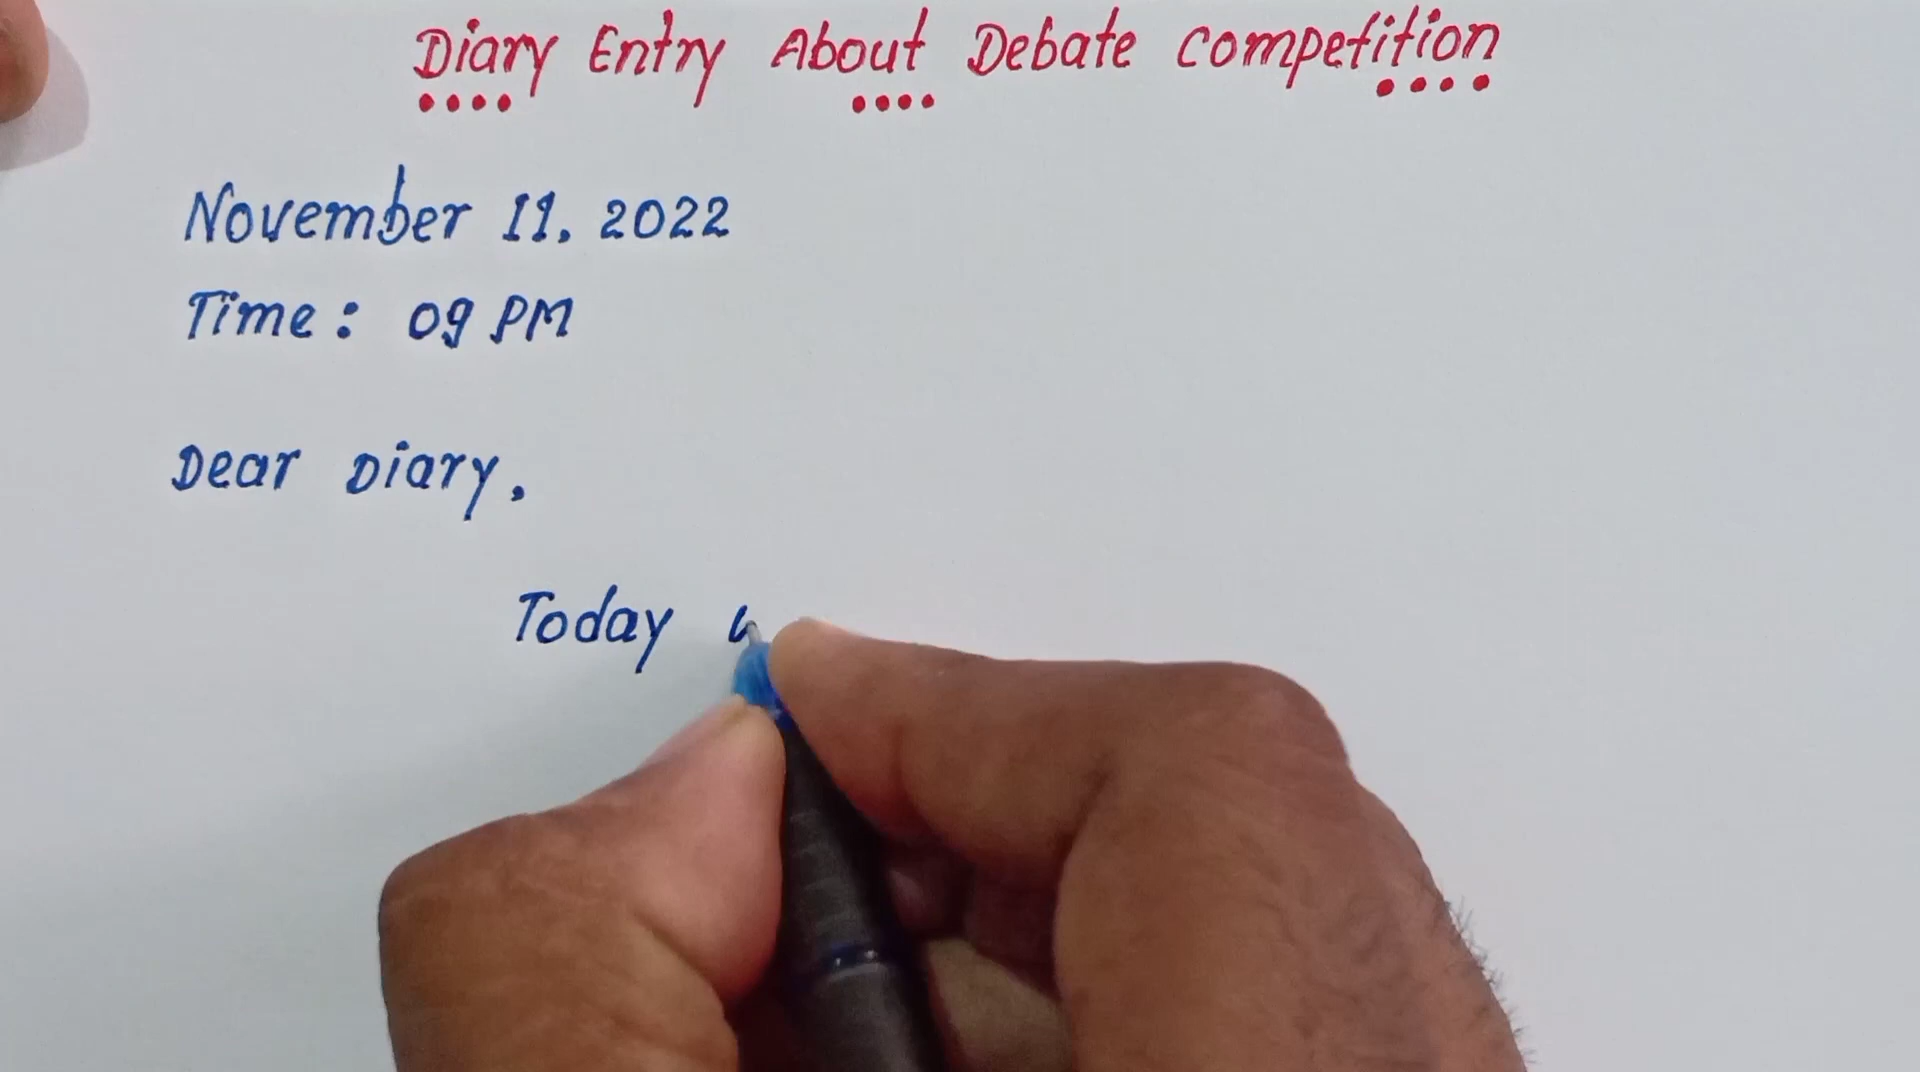 Diary Entry About Debate Competition
November 11, 2022
Time: 09 PM
Dear Diary,
Today